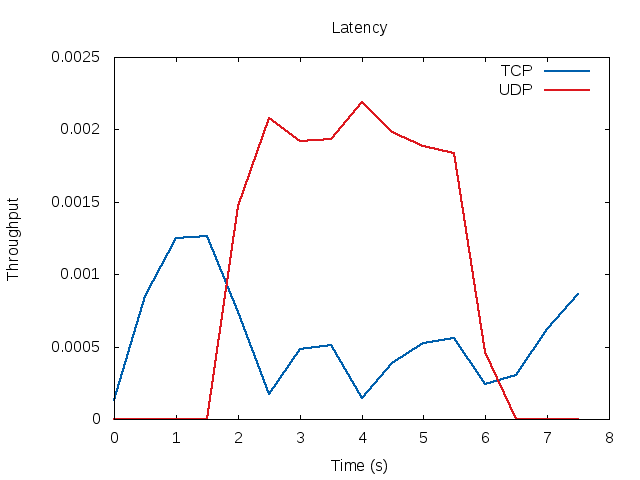 Latency
0.0025
TCP
UDP
0.002
0.0015
Throughput
0.001
0.0005
0
0 1 2 3 4 5 6 7 8
Time (s)